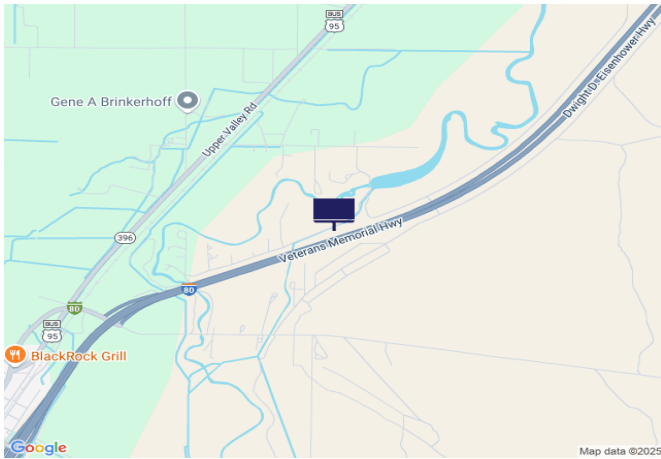 BUS
95
Dwight D. Eisenhower Hwy
Gene A Brinkerhoff
Upper Valley Rd
Veterans Memorial Hwy
396
80
80
BUS
95
BlackRock Grill
Google
Map data ©2025